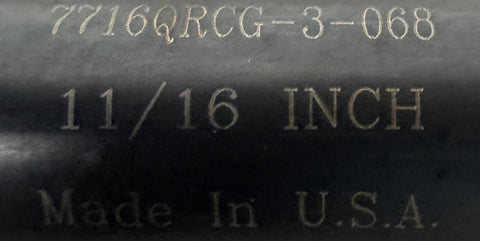 7716QRCG-3-068
11/16 INCH
Made In U.S.A.